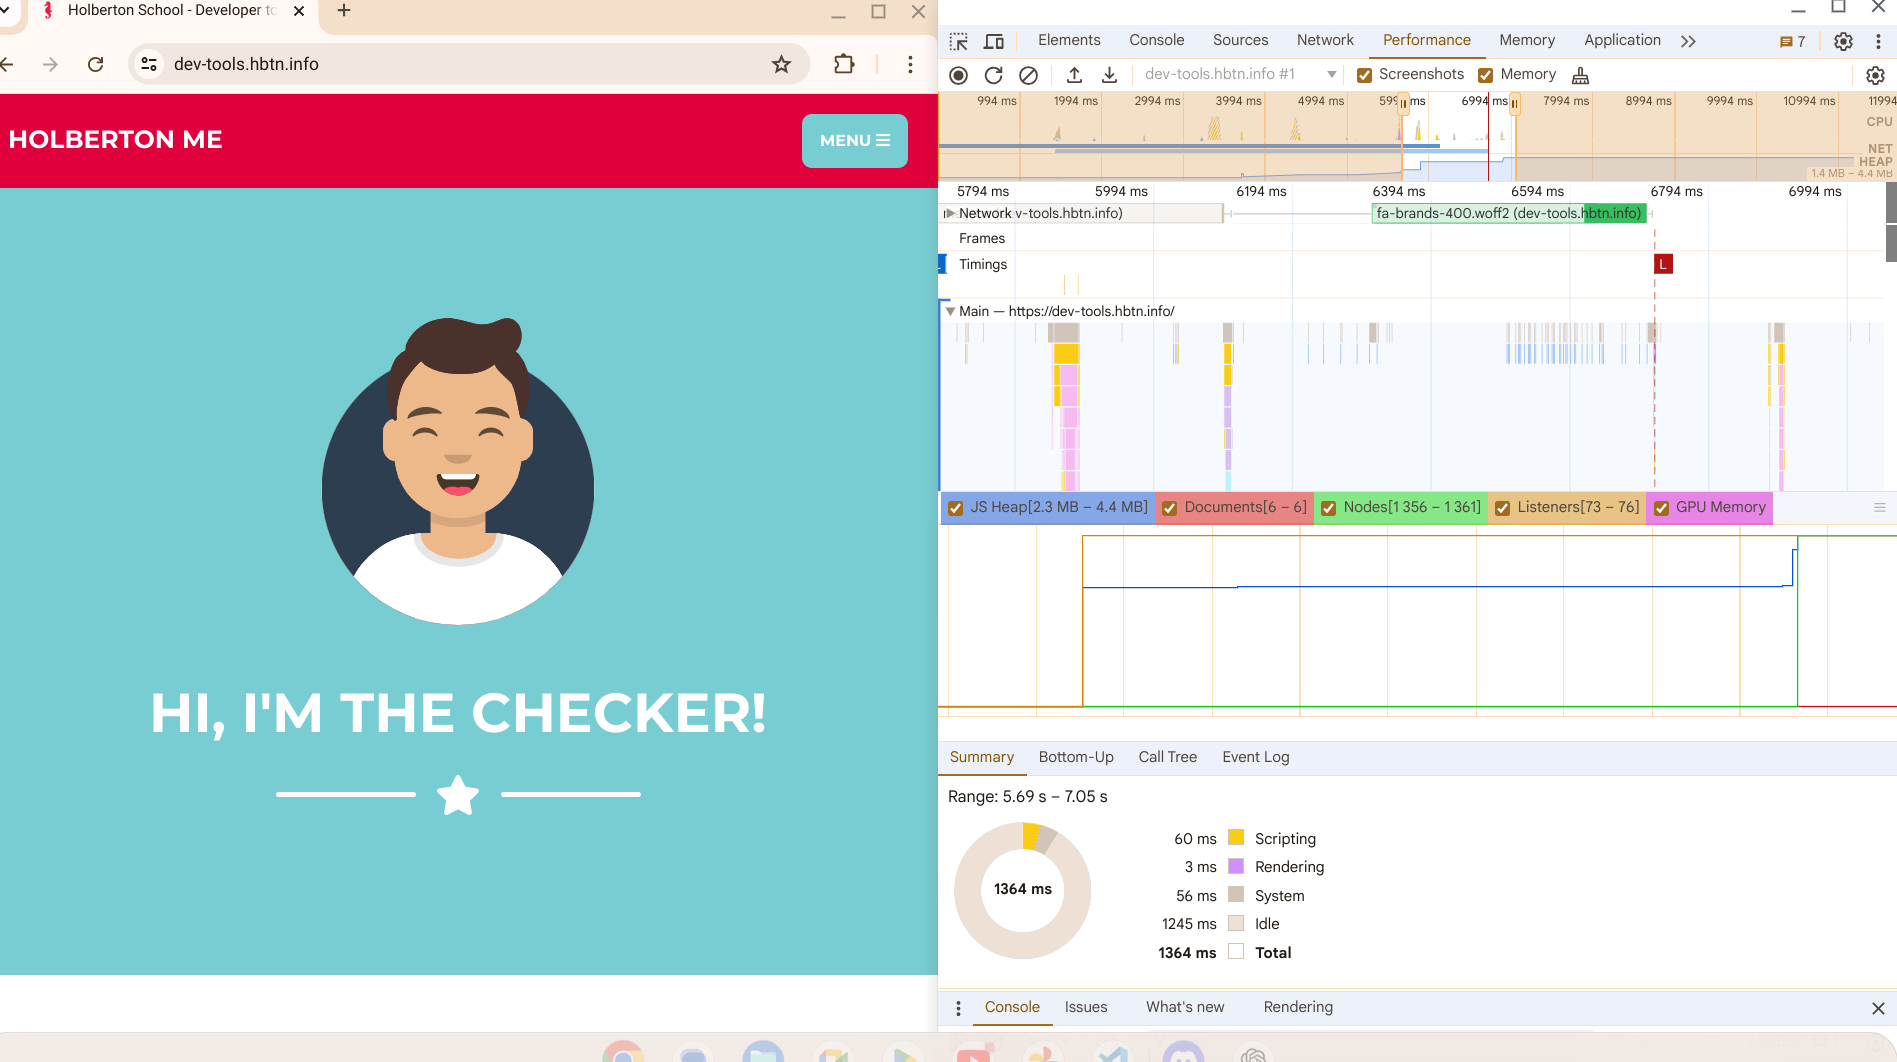 Holberton School - Developer to
dev-tools.hbtn.info
HOLBERTON ME
MENU
HI, I'M THE CHECKER!
Elements
Console
Sources
Network
Performance
Memory
Application
7
dev-tools.hbtn.info #1
Screenshots
Memory
994 ms
1994 ms
2994 ms
3994 ms
4994 ms
6994 ms
7994 ms
8994 ms
9994 ms
10994 ms
11994
CPU
NET
HEAP
1.4 MB – 4.4 MB
5794 ms
5994 ms
6194 ms
6394 ms
6594 ms
6794 ms
6994 ms
Network v-tools.hbtn.info)
fa-brands-400.woff2 (dev-tools.hbtn.info)
Frames
Timings
L
Main — https://dev-tools.hbtn.info/
JS Heap[2.3 MB – 4.4 MB]
Documents[6 – 6]
Nodes[1 356 – 1 361]
Listeners[73 – 76]
GPU Memory
Summary
Bottom-Up
Call Tree
Event Log
Range: 5.69 s – 7.05 s
1364 ms
60 ms Scripting
3 ms Rendering
56 ms System
1245 ms Idle
1364 ms Total
Console
Issues
What's new
Rendering